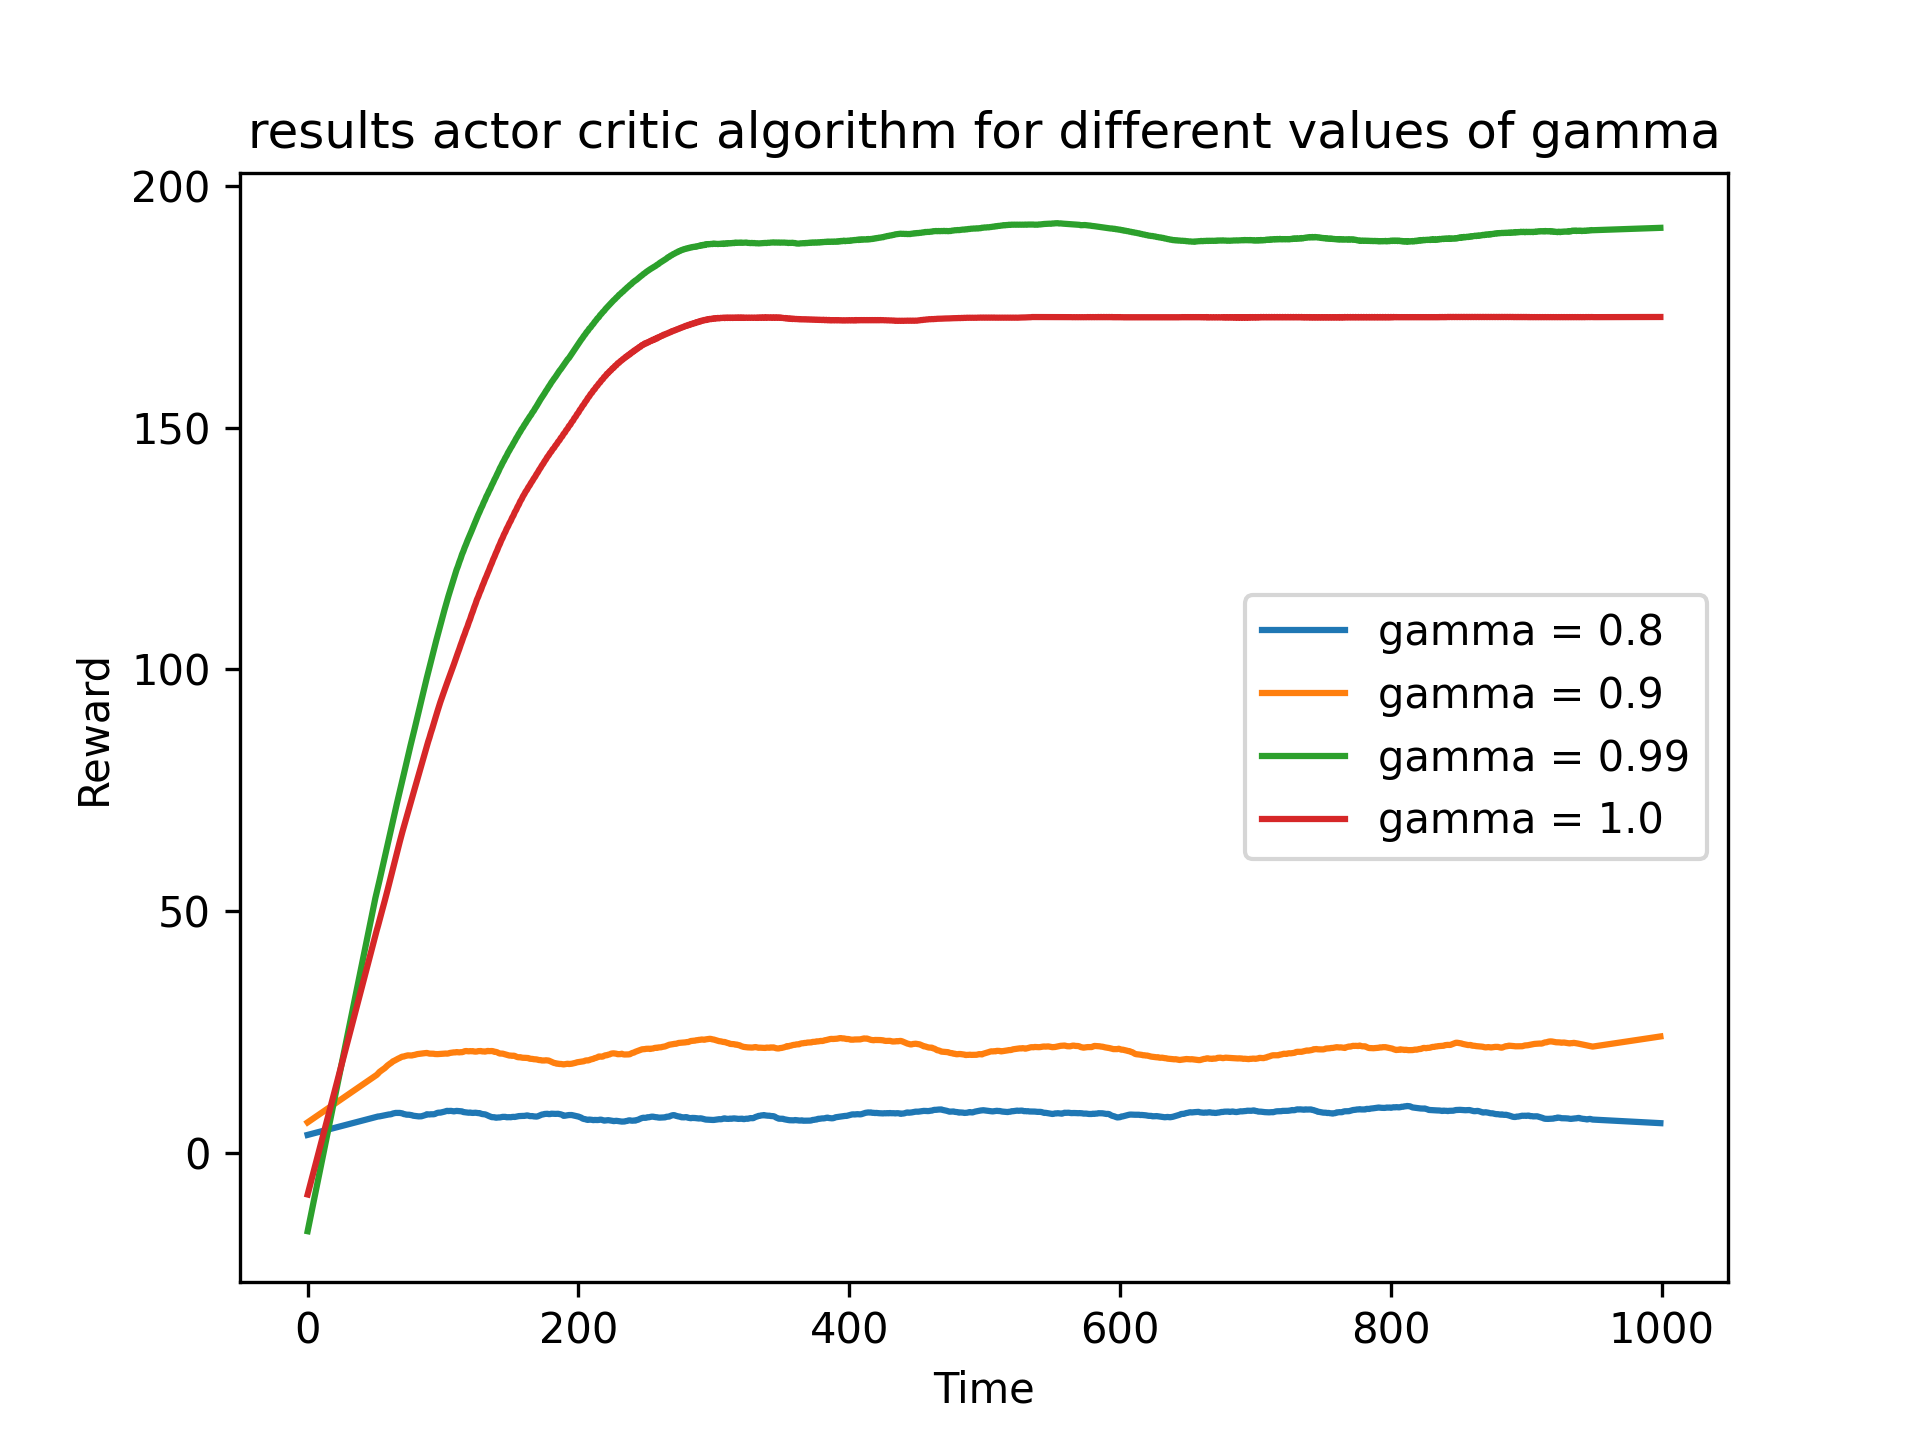 results actor critic algorithm for different values of gamma
200
150
100
50
0
Reward
gamma = 0.8
gamma = 0.9
gamma = 0.99
gamma = 1.0
0 200 400 600 800 1000
Time